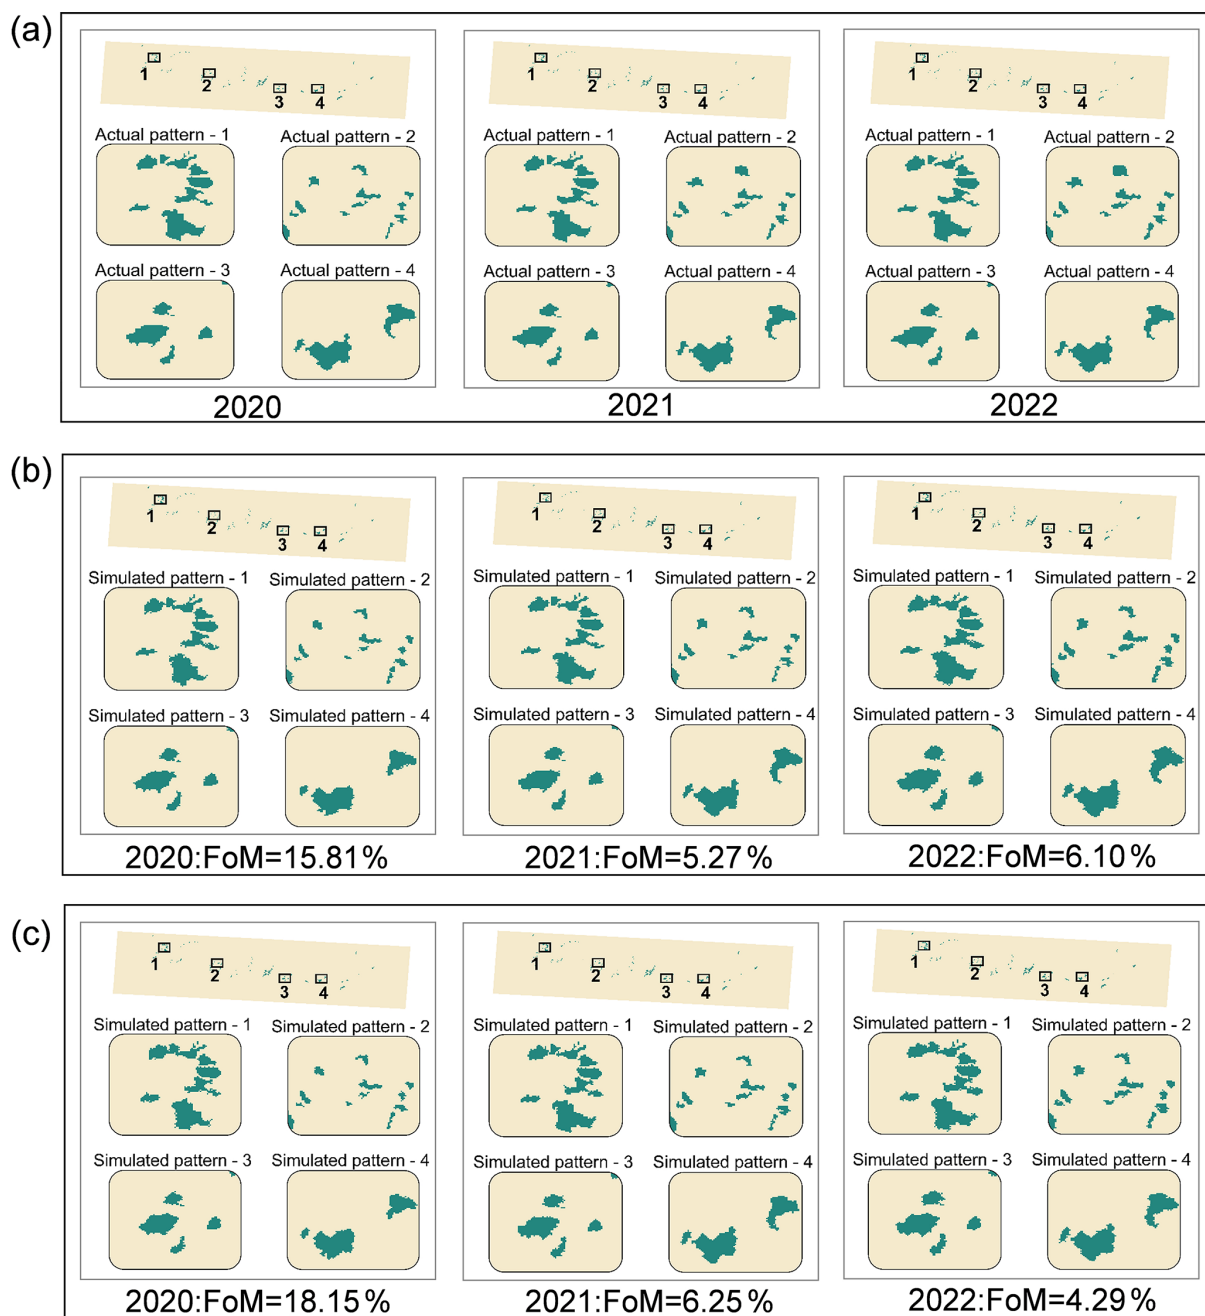 (a)
1 2 3 4
1 2 3 4
1 2 3 4
Actual pattern - 1 Actual pattern - 2 Actual pattern - 1 Actual pattern - 2 Actual pattern - 1 Actual pattern - 2
Actual pattern - 3 Actual pattern - 4 Actual pattern - 3 Actual pattern - 4 Actual pattern - 3 Actual pattern - 4
2020 2021 2022
(b)
1 2 3 4
1 2 3 4
1 2 3 4
Simulated pattern - 1 Simulated pattern - 2 Simulated pattern - 1 Simulated pattern - 2 Simulated pattern - 1 Simulated pattern - 2
Simulated pattern - 3 Simulated pattern - 4 Simulated pattern - 3 Simulated pattern - 4 Simulated pattern - 3 Simulated pattern - 4
2020:FoM=15.81% 2021:FoM=5.27% 2022:FoM=6.10%
(c)
1 2 3 4
1 2 3 4
1 2 3 4
Simulated pattern - 1 Simulated pattern - 2 Simulated pattern - 1 Simulated pattern - 2 Simulated pattern - 1 Simulated pattern - 2
Simulated pattern - 3 Simulated pattern - 4 Simulated pattern - 3 Simulated pattern - 4 Simulated pattern - 3 Simulated pattern - 4
2020:FoM=18.15% 2021:FoM=6.25% 2022:FoM=4.29%